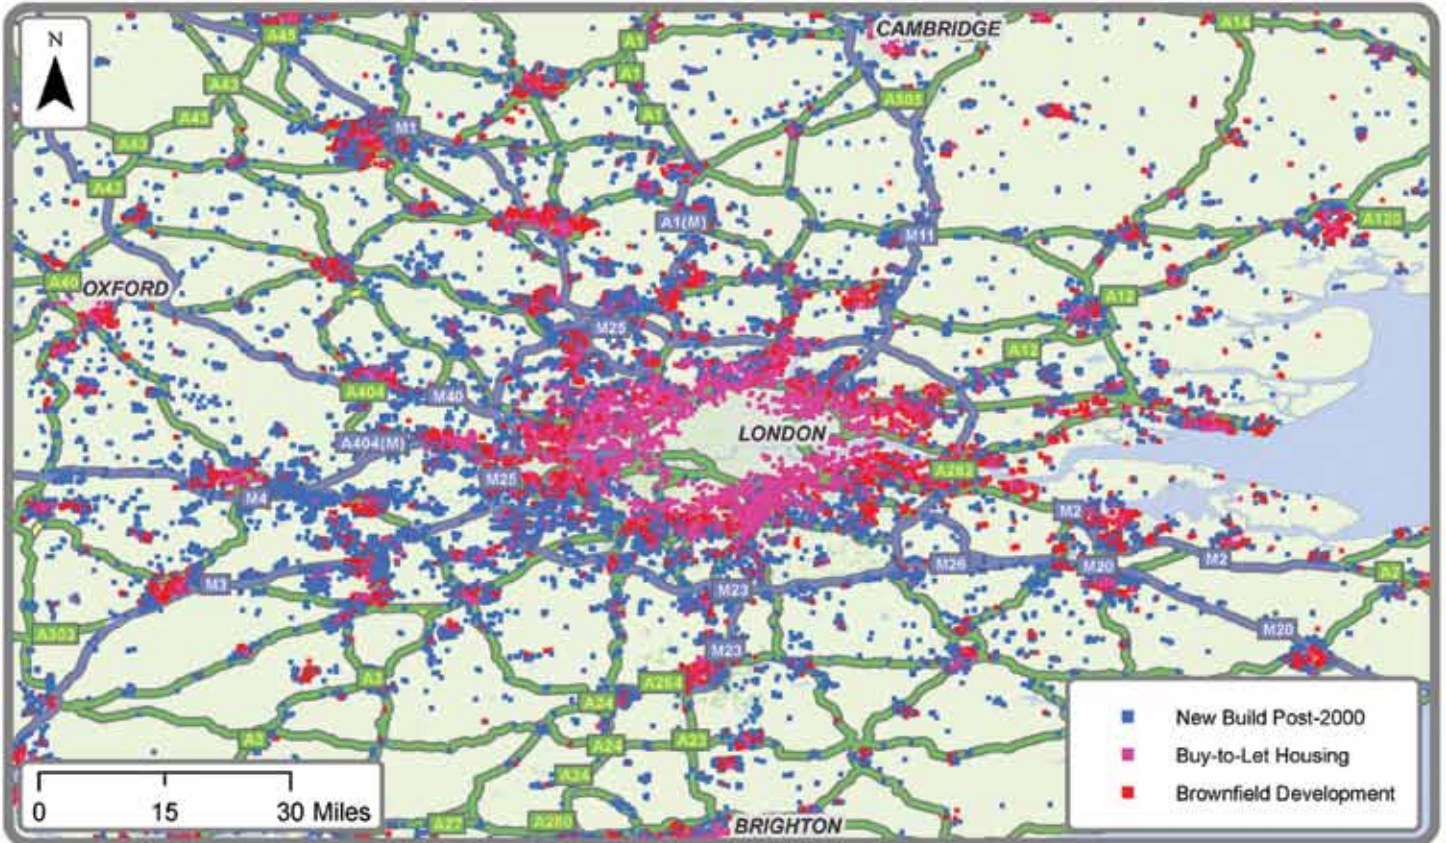 N
CAMBRIDGE
A14
A45
A1
A1
A43
A505
A1
A43
M1
A43
A43
A1(M)
A120
M11
A40
OXFORD
A12
M25
A12
A404
M40
LONDON
A404(M)
A282
M25
M4
M2
M2
M26
M20
A2
M3
M23
A303
M20
M23
A3
A264
A24
A3
A24
A23
A24
A27
A280
BRIGHTON
0 15 30 Miles
New Build Post-2000
Buy-to-Let Housing
Brownfield Development